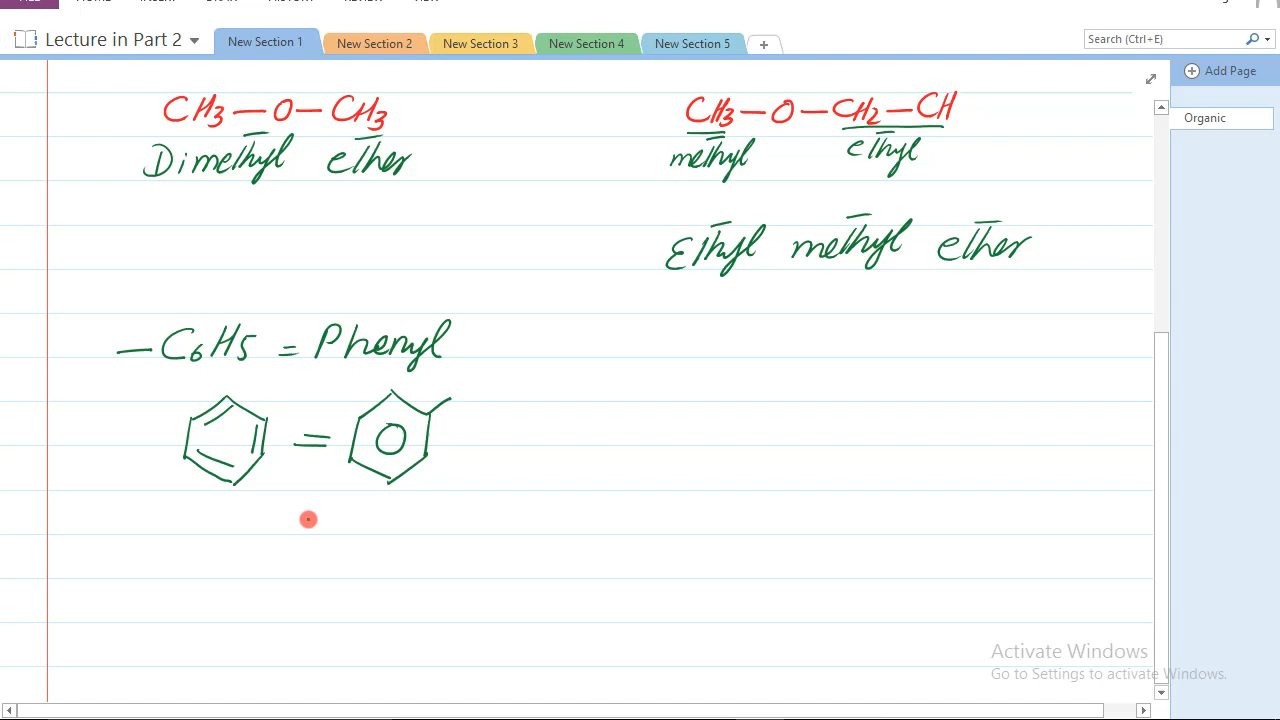 Lecture in Part 2
New Section 1
New Section 2
New Section 3
New Section 4
New Section 5
+
Search (Ctrl+E)
Add Page
Organic
CH3—O—CH3
Dimethyl ether
CH3—O—CH2—CH
methyl
ethyl
Ethyl methyl ether
—C6H5 = Phenyl
=
Activate Windows
Go to Settings to activate Windows.